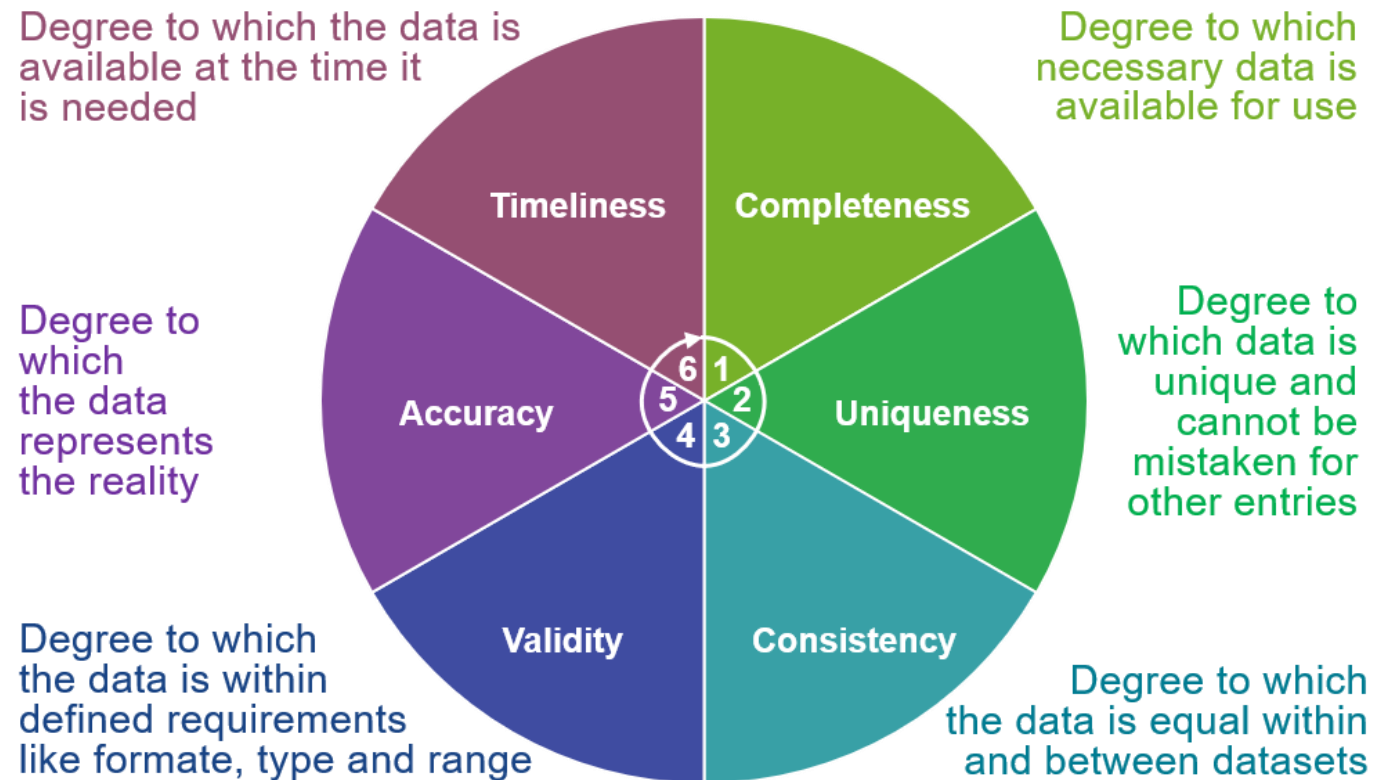 Degree to which the data is
available at the time it
is needed
Degree to which
necessary data is
available for use
Timeliness
Completeness
Degree to
which
the data
represents
the reality
Degree to
which data is
unique and
cannot be
mistaken for
other entries
6
1
5
2
4
3
Accuracy
Uniqueness
Validity
Consistency
Degree to which
the data is within
defined requirements
like formate, type and range
Degree to which
the data is equal within
and between datasets